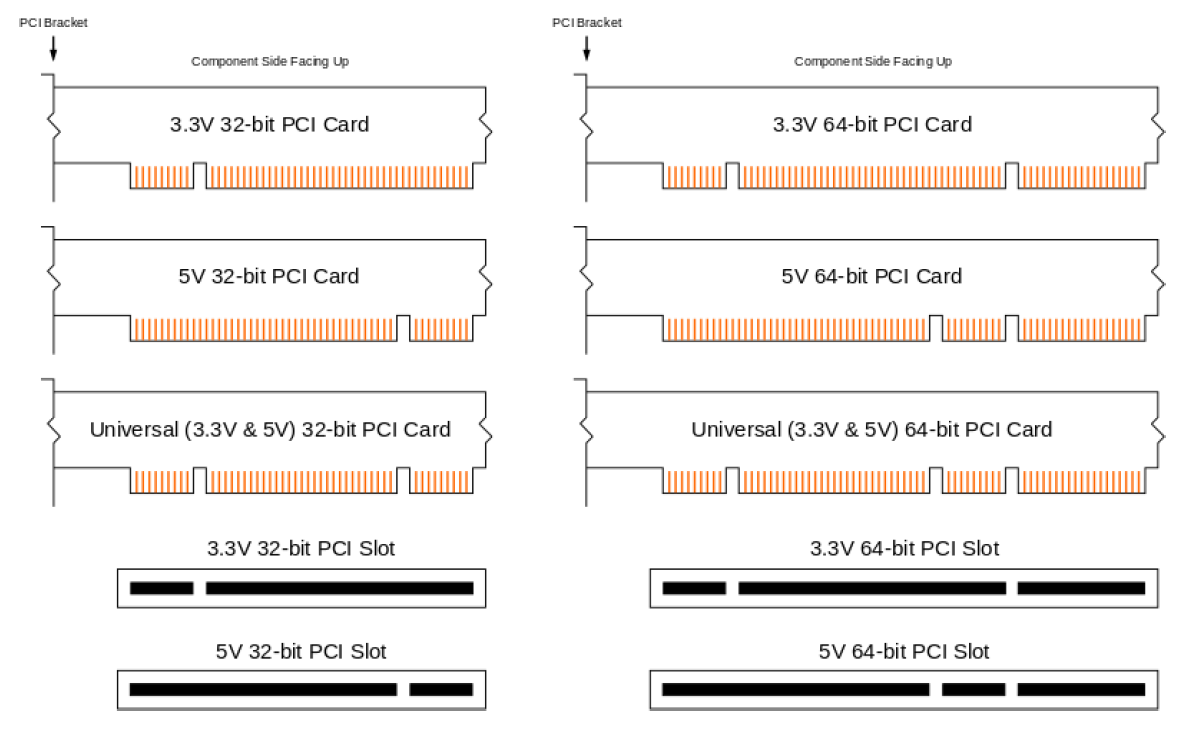 PCI Bracket
PCI Bracket
Component Side Facing Up
Component Side Facing Up
3.3V 32-bit PCI Card
3.3V 64-bit PCI Card
5V 32-bit PCI Card
5V 64-bit PCI Card
Universal (3.3V & 5V) 32-bit PCI Card
Universal (3.3V & 5V) 64-bit PCI Card
3.3V 32-bit PCI Slot
3.3V 64-bit PCI Slot
5V 32-bit PCI Slot
5V 64-bit PCI Slot